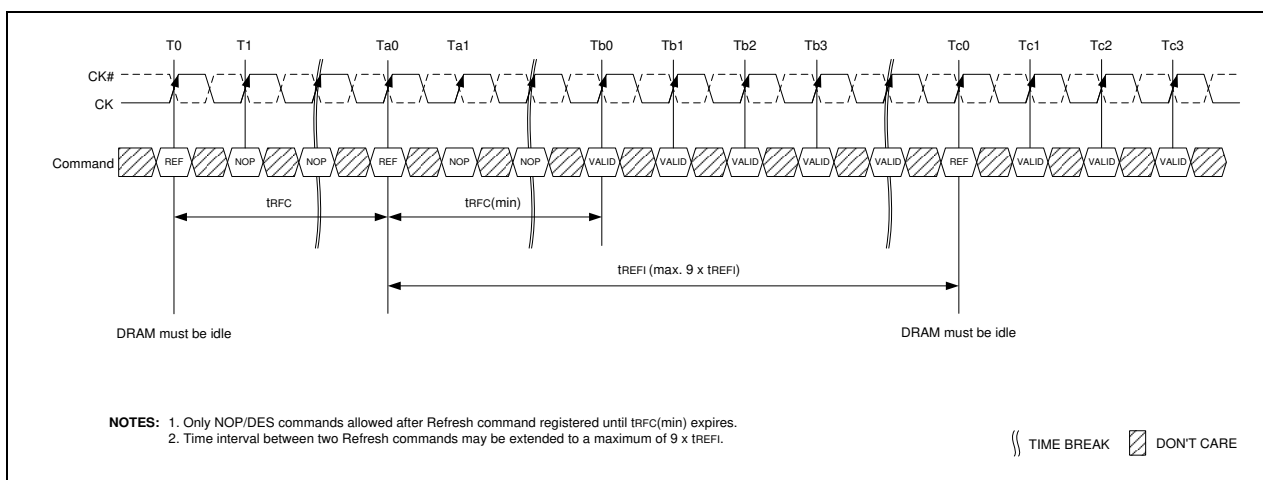 T0 T1 Ta0 Ta1 Tb0 Tb1 Tb2 Tb3 Tc0 Tc1 Tc2 Tc3
CK#
CK
Command REF NOP NOP REF NOP NOP VALID VALID VALID VALID VALID REF VALID VALID VALID
tRFC tRFC(min)
tREFI (max. 9 x tREFI)
DRAM must be idle DRAM must be idle
NOTES: 1. Only NOP/DES commands allowed after Refresh command registered until tRFC(min) expires.
2. Time interval between two Refresh commands may be extended to a maximum of 9 x tREFI.
TIME BREAK DON'T CARE